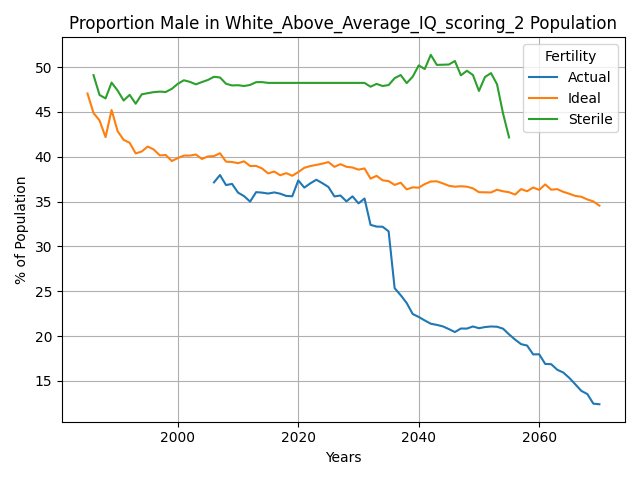 Proportion Male in White_Above_Average_IQ_scoring_2 Population
Fertility
Actual
Ideal
Sterile
% of Population
50
45
40
35
30
25
20
15
2000
2020
2040
2060
Years